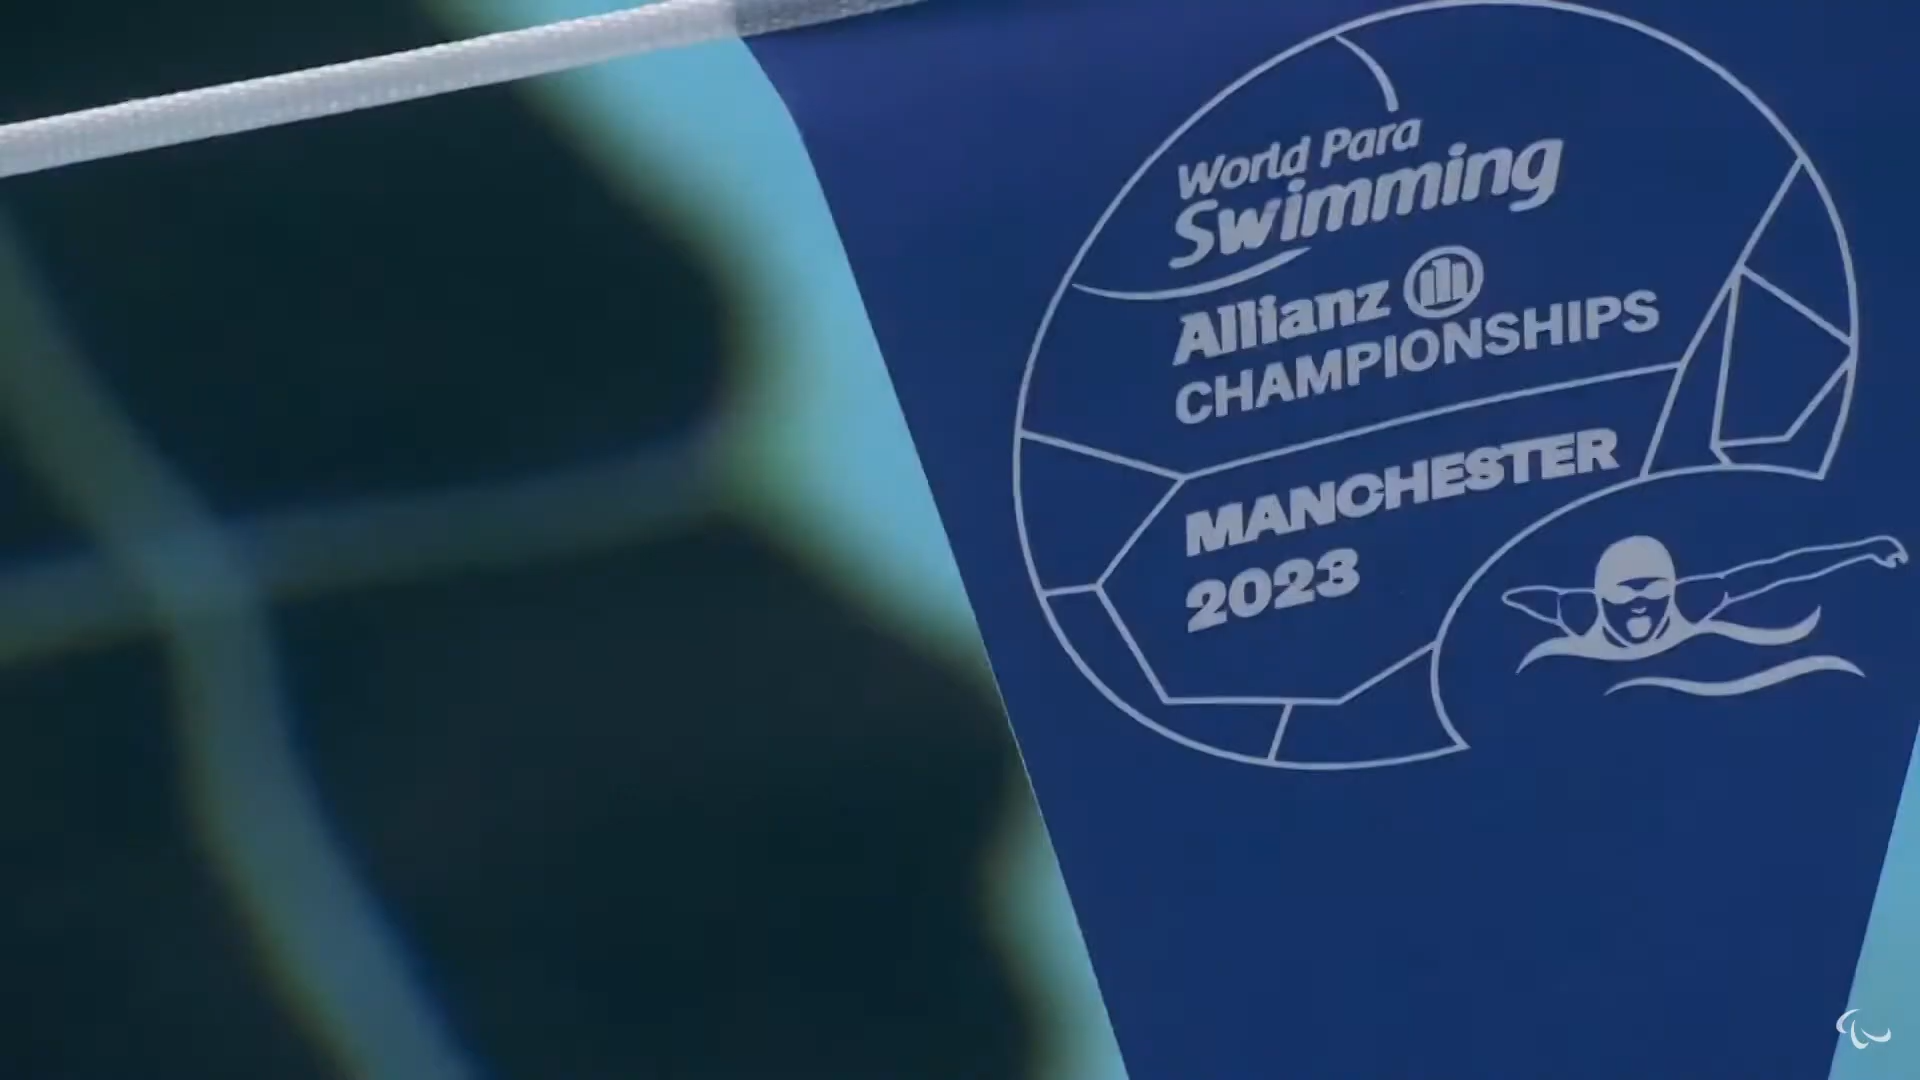 World Para
Swimming
Allianz
CHAMPIONSHIPS
MANCHESTER
2023